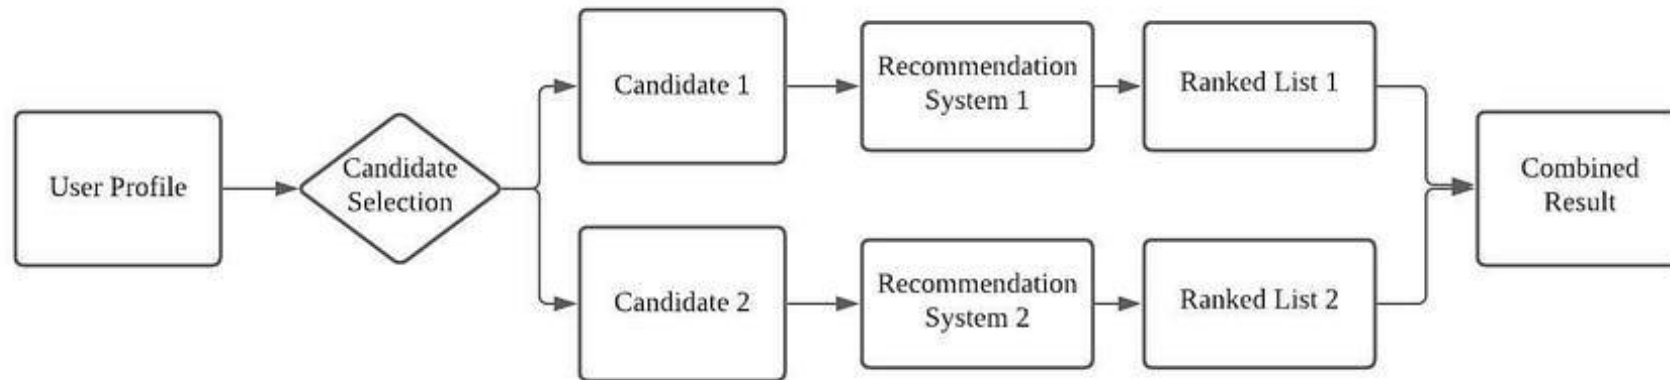 User Profile
Candidate
Selection
Candidate 1
Recommendation
System 1
Ranked List 1
Candidate 2
Recommendation
System 2
Ranked List 2
Combined
Result